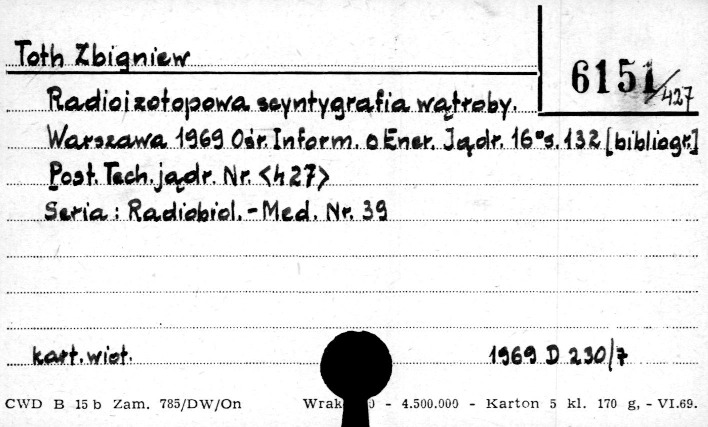 Toth Zbigniew
6151/427
Radioizotopowa scyntygrafia wątroby.
Warszawa 1969 Ośr. Inform. o Ener. Jądr. 16° s. 132 [bibliogr.]
Post. Tech. jądr. Nr. <427>
Seria: Radiobiol. - Med. Nr. 39
kart. wiot. 1969 D 230/7
CWD B 15 b Zam. 785/DW/On 4.500.000 - Karton 5 kl. 170 g, - VI.69.